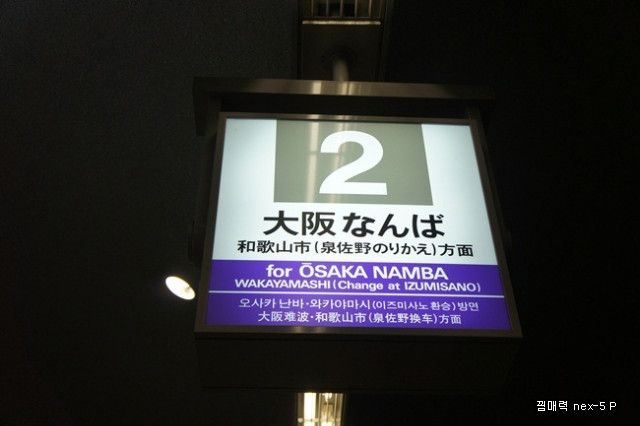 2
大阪なんば
和歌山市(泉佐野のりかえ)方面
for ŌSAKA NAMBA
WAKAYAMASHI(Change at IZUMISANO)
오사카 난바·와카야마시(이즈미사노 환승) 방면
大阪难波·和歌山市(泉佐野换车)方面
찜매력 nex-5 P